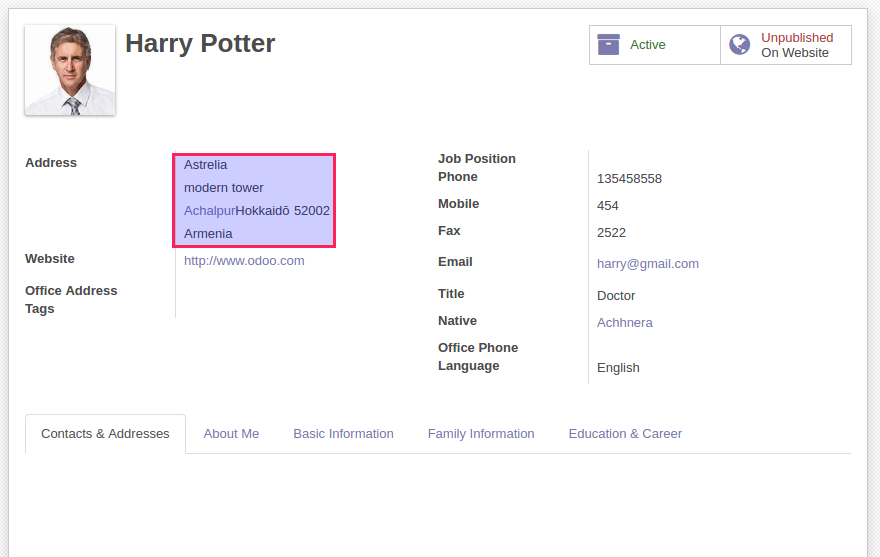 Harry Potter
Active
Unpublished
On Website
Address
Astrelia
modern tower
AchalpurHokkaidō 52002
Armenia
Website
http://www.odoo.com
Office Address
Tags
Job Position
Phone
135458558
Mobile
454
Fax
2522
Email
harry@gmail.com
Title
Doctor
Native
Achhnera
Office Phone
Language
English
Contacts & Addresses
About Me
Basic Information
Family Information
Education & Career